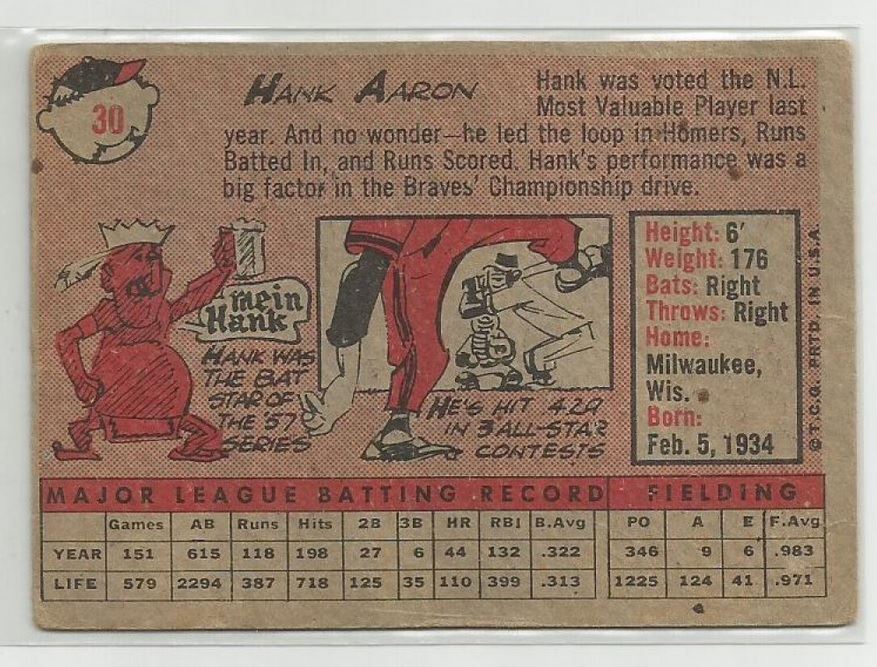 30
HANK AARON
Hank was voted the N.L.
Most Valuable Player last
year. And no wonder—he led the loop in Homers, Runs
Batted In, and Runs Scored. Hank's performance was a
big factor in the Braves' Championship drive.
mein
Hank
HANK WAS
THE BAT
STAR OF
THE 57
SERIES
HE'S HIT .429
IN 3 ALL-STAR
CONTESTS
Height: 6'
Weight: 176
Bats: Right
Throws: Right
Home:
Milwaukee,
Wis.
Born:
Feb. 5, 1934
©T.C.G. PRTD. IN U.S.A.
MAJOR LEAGUE BATTING RECORD FIELDING
Games AB Runs Hits 2B 3B HR RBI B.Avg PO A E F.Avg
YEAR 151 615 118 198 27 6 44 132 .322 346 9 6 .983
LIFE 579 2294 387 718 125 35 110 399 .313 1225 124 41 .971